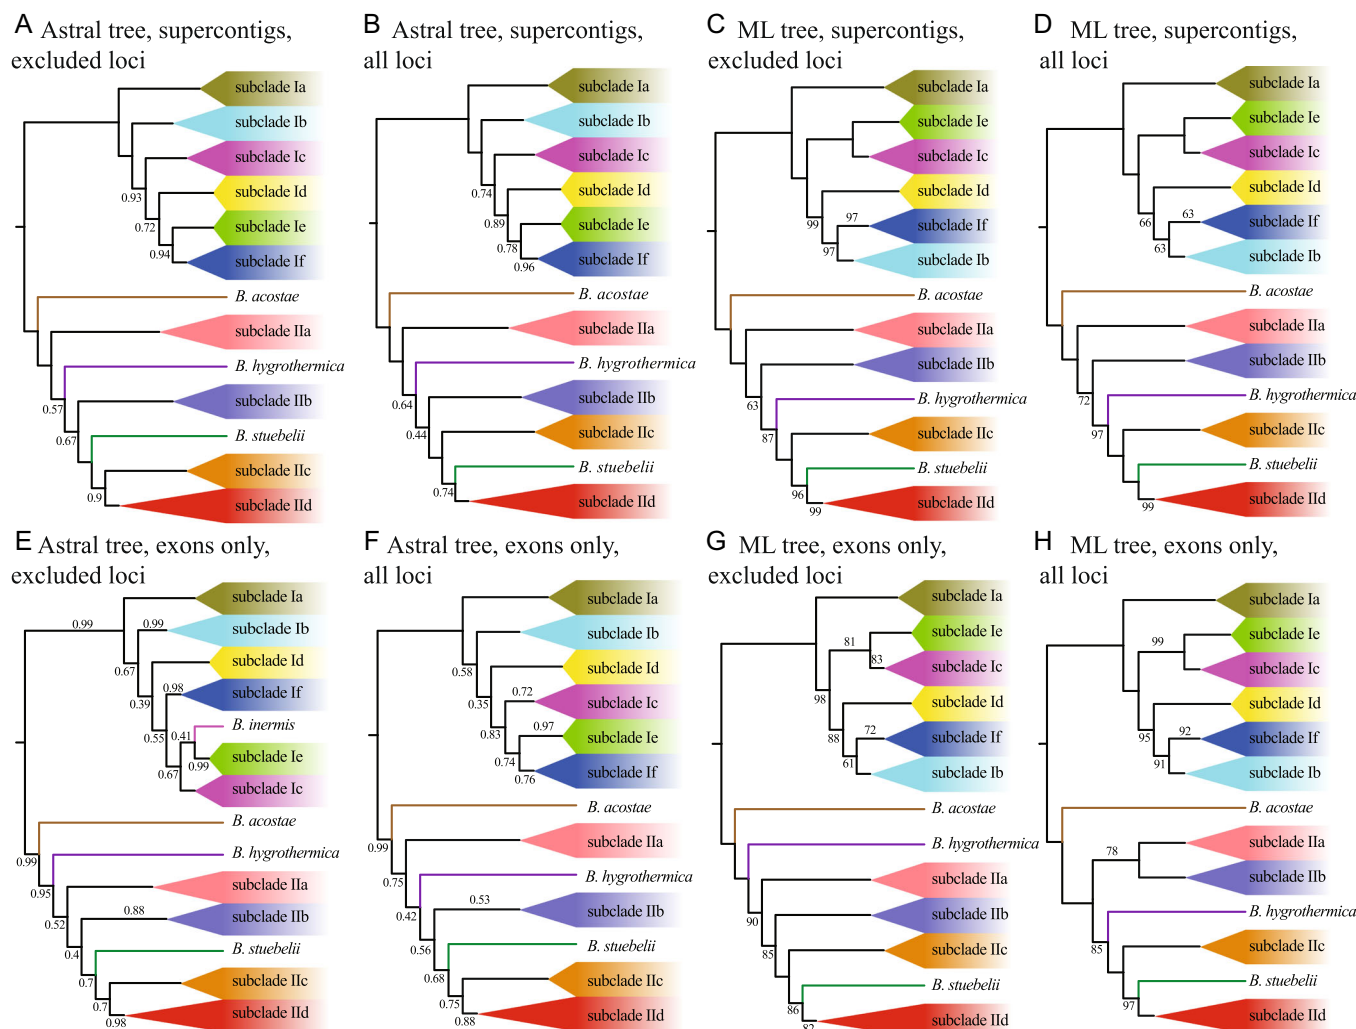 A Astral tree, supercontigs,
excluded loci
subclade Ia
subclade Ib
subclade Ic
0.93
subclade Id
0.72
subclade Ie
0.94
subclade If
B. acostae
subclade IIa
B. hygrothermica
0.57
subclade IIb
0.67
B. stuebelii
subclade IIc
0.9
subclade IId
B Astral tree, supercontigs,
all loci
subclade Ia
subclade Ib
subclade Ic
0.74
subclade Id
0.89
subclade Ie
0.78
subclade If
0.96
B. acostae
subclade IIa
B. hygrothermica
0.64
subclade IIb
0.44
subclade IIc
B. stuebelii
0.74
subclade IId
C ML tree, supercontigs,
excluded loci
subclade Ia
subclade Ie
subclade Ic
subclade Id
99
97
subclade If
97
subclade Ib
B. acostae
subclade IIa
subclade IIb
63
B. hygrothermica
87
subclade IIc
B. stuebelii
96
subclade IId
99
D ML tree, supercontigs,
all loci
subclade Ia
subclade Ie
subclade Ic
subclade Id
66
63
subclade If
63
subclade Ib
B. acostae
subclade IIa
subclade IIb
72
B. hygrothermica
97
subclade IIc
B. stuebelii
subclade IId
99
E Astral tree, exons only,
excluded loci
subclade Ia
0.99
0.99
subclade Ib
0.67
subclade Id
0.39
0.98
subclade If
B. inermis
0.55
0.41
subclade Ie
0.99
0.67
subclade Ic
B. acostae
0.99
B. hygrothermica
0.95
subclade IIa
0.52
0.88
subclade IIb
0.4
B. stuebelii
0.7
subclade IIc
0.7
subclade IId
0.98
F Astral tree, exons only,
all loci
subclade Ia
subclade Ib
0.58
subclade Id
0.35
0.72
subclade Ic
0.83
0.97
subclade Ie
0.74
subclade If
0.76
B. acostae
0.99
subclade IIa
0.75
B. hygrothermica
0.42
0.53
subclade IIb
0.56
B. stuebelii
0.68
subclade IIc
0.75
subclade IId
0.88
G ML tree, exons only,
excluded loci
subclade Ia
subclade Ie
81
83
subclade Ic
98
subclade Id
88
72
subclade If
61
subclade Ib
B. acostae
B. hygrothermica
subclade IIa
90
subclade IIb
85
subclade IIc
B. stuebelii
86
subclade IId
82
H ML tree, exons only,
all loci
subclade Ia
subclade Ie
99
subclade Ic
subclade Id
95
92
subclade If
91
subclade Ib
B. acostae
subclade IIa
78
subclade IIb
B. hygrothermica
85
subclade IIc
B. stuebelii
97
subclade IId